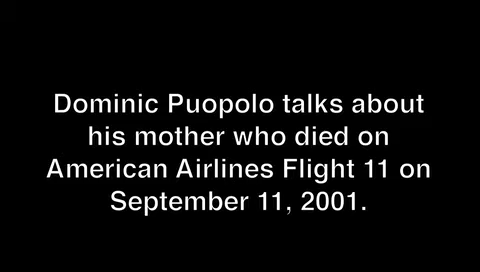 Dominic Puopolo talks about
his mother who died on
American Airlines Flight 11 on
September 11, 2001.